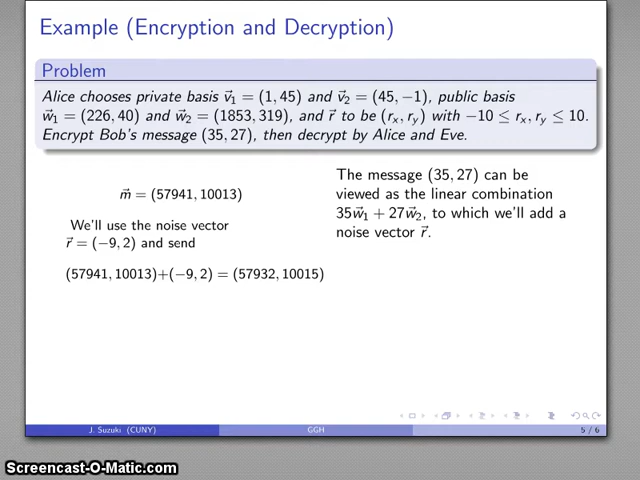 Example (Encryption and Decryption)
Problem
Alice chooses private basis v⃗₁ = (1, 45) and v⃗₂ = (45, −1), public basis
w⃗₁ = (226, 40) and w⃗₂ = (1853, 319), and r⃗ to be (rₓ, r_y) with −10 ≤ rₓ, r_y ≤ 10.
Encrypt Bob's message (35, 27), then decrypt by Alice and Eve.
m⃗ = (57941, 10013)
We'll use the noise vector
r⃗ = (−9, 2) and send
(57941, 10013)+(−9, 2) = (57932, 10015)
The message (35, 27) can be
viewed as the linear combination
35w⃗₁ + 27w⃗₂, to which we'll add a
noise vector r⃗.
J. Suzuki (CUNY)
GGH
5 / 6
Screencast-O-Matic.com